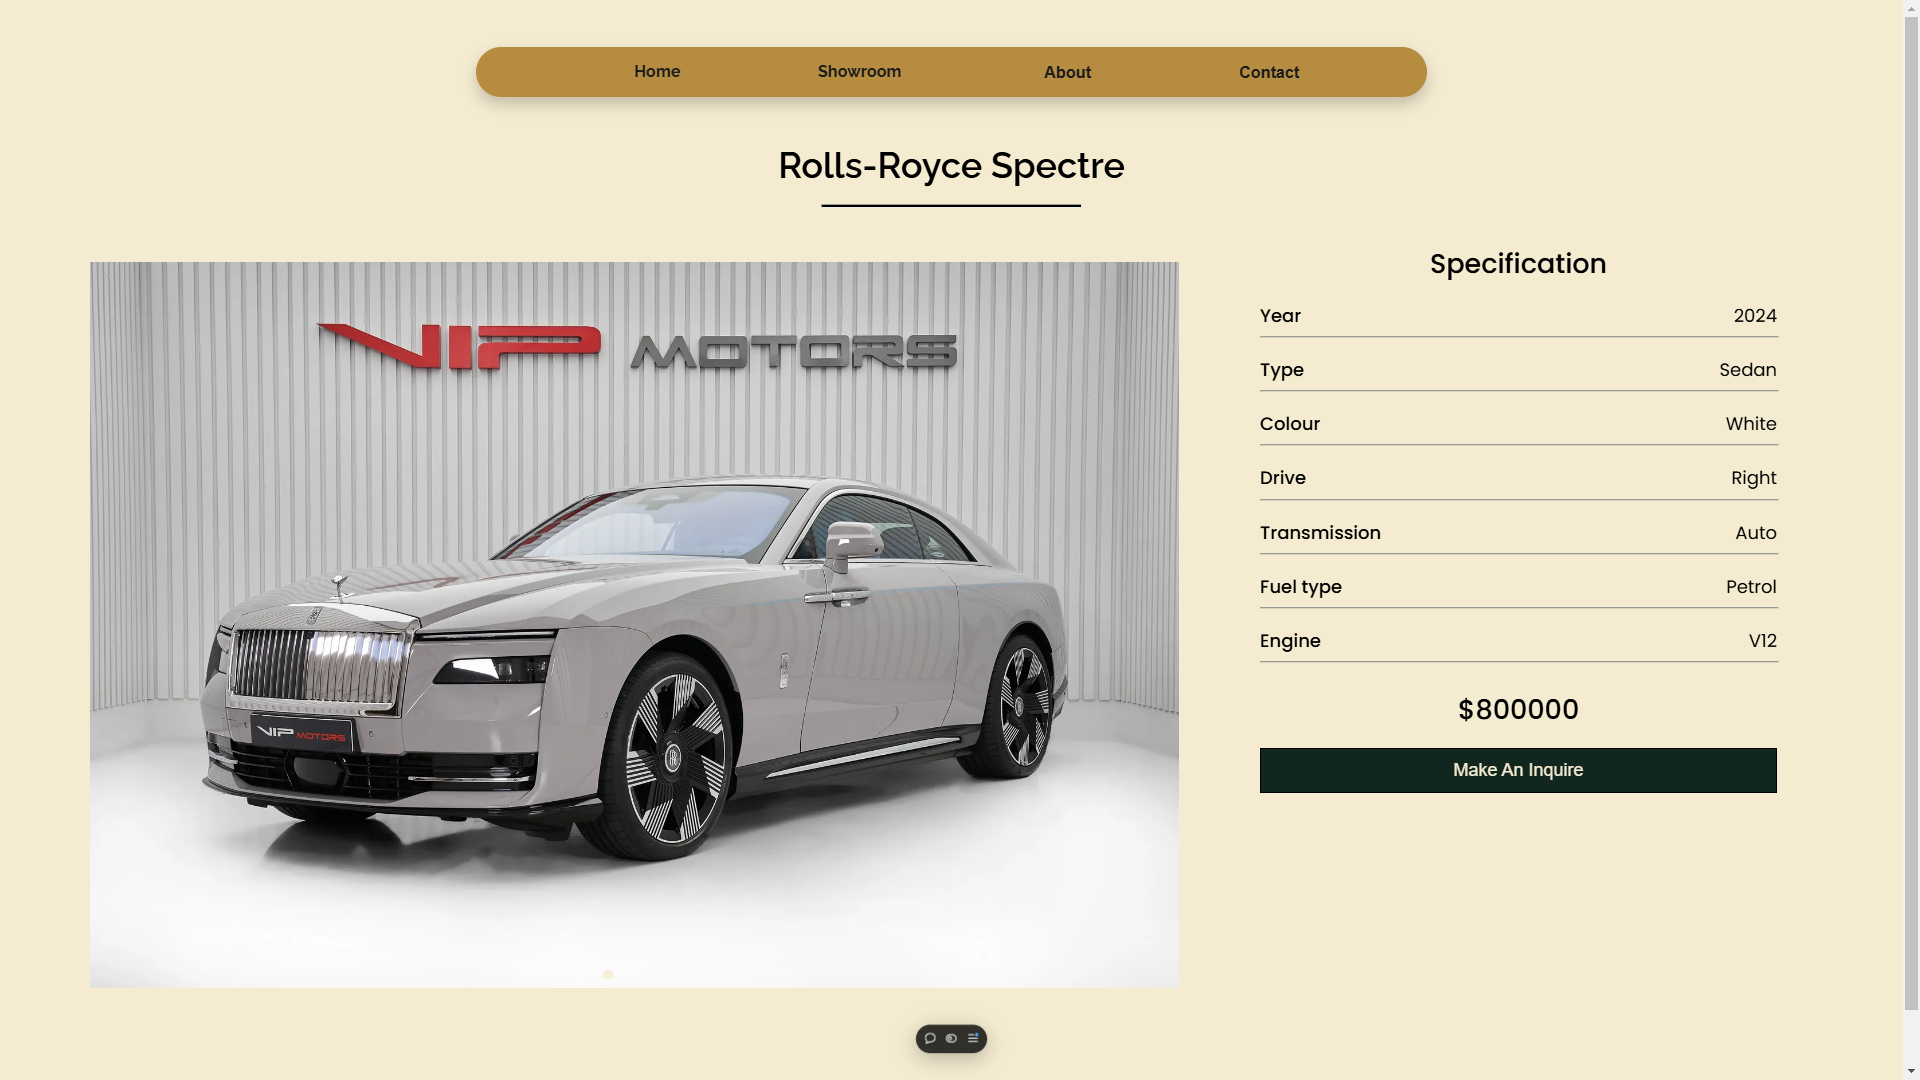 Home Showroom About Contact
Rolls-Royce Spectre
VIP MOTORS
VIP MOTORS
Specification
Year 2024
Type Sedan
Colour White
Drive Right
Transmission Auto
Fuel type Petrol
Engine V12
$800000
Make An Inquire